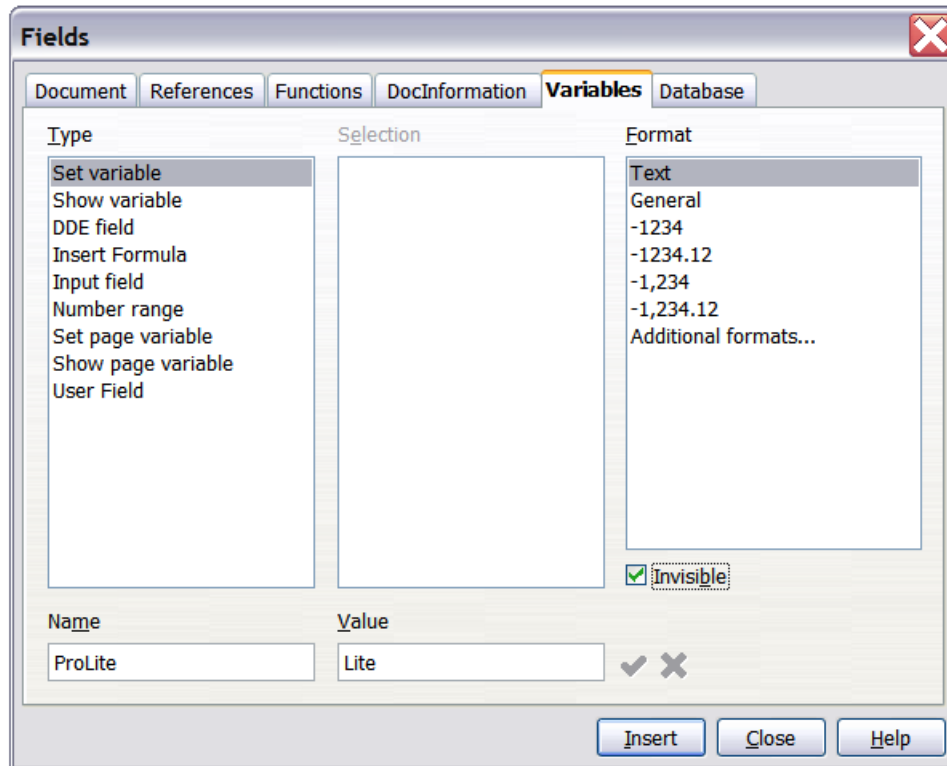 Fields
Document References Functions DocInformation Variables Database
Type Selection Format
Set variable
Show variable
DDE field
Insert Formula
Input field
Number range
Set page variable
Show page variable
User Field
Text
General
-1234
-1234.12
-1,234
-1,234.12
Additional formats...
Invisible
Name Value
ProLite Lite
Insert Close Help